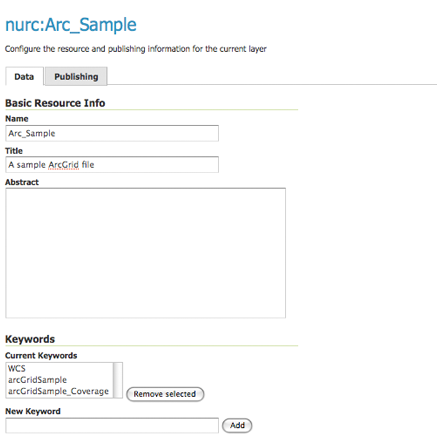 nurc:Arc_Sample
Configure the resource and publishing information for the current layer
Data Publishing
Basic Resource Info
Name
Arc_Sample
Title
A sample ArcGrid file
Abstract
Keywords
Current Keywords
WCS
arcGridSample
arcGridSample_Coverage
Remove selected
New Keyword
Add